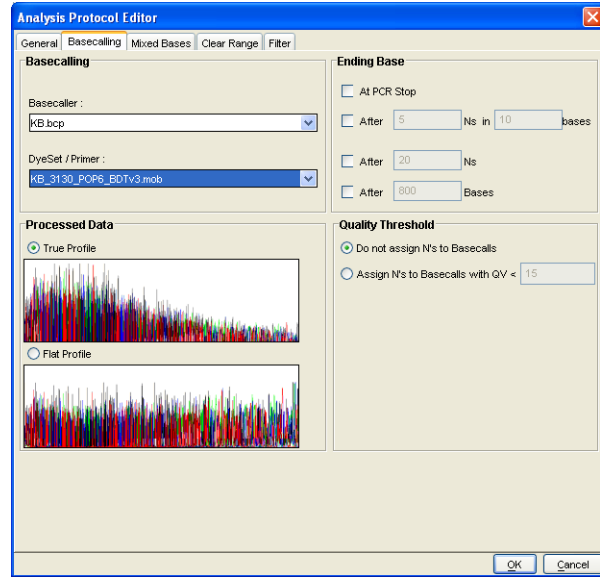 Analysis Protocol Editor
General Basecalling Mixed Bases Clear Range Filter
Basecalling
Basecaller :
KB.bcp
DyeSet / Primer :
KB_3130_POP6_BDTv3.mob
Ending Base
At PCR Stop
After 5 Ns in 10 bases
After 20 Ns
After 800 Bases
Processed Data
True Profile
Flat Profile
Quality Threshold
Do not assign N's to Basecalls
Assign N's to Basecalls with QV < 15
OK Cancel